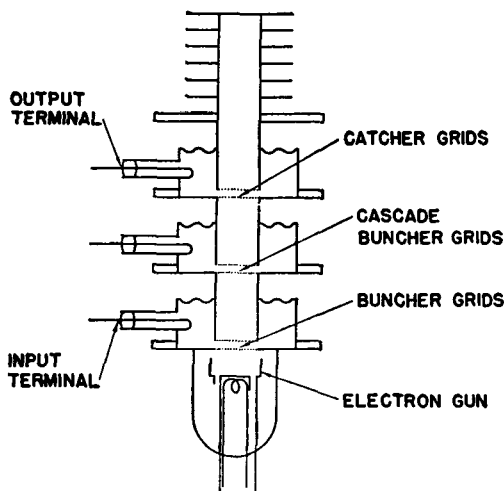 OUTPUT
TERMINAL
CATCHER GRIDS
CASCADE
BUNCHER GRIDS
BUNCHER GRIDS
INPUT
TERMINAL
ELECTRON GUN